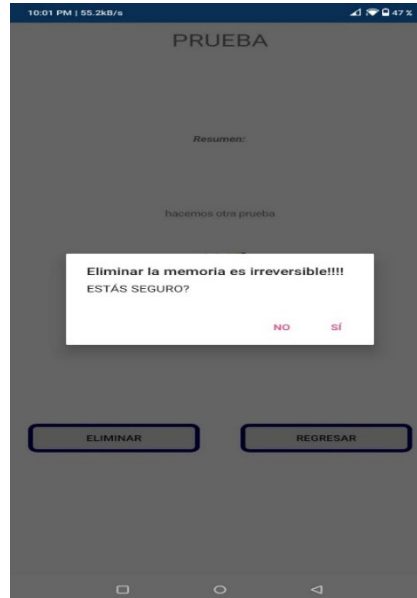 10:01 PM | 55.2kB/s 47 %
PRUEBA
Resumen:
hacemos otra prueba
Eliminar la memoria es irreversible!!!!
ESTÁS SEGURO?
NO SÍ
ELIMINAR REGRESAR